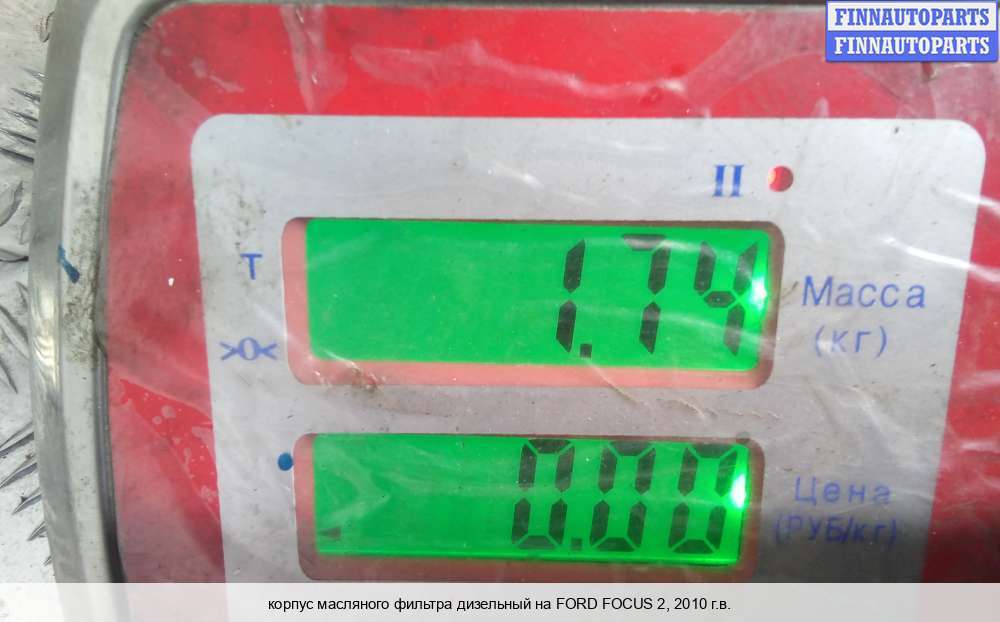 FINNAUTOPARTS
FINNAUTOPARTS
II
T
1.74
Масса
(кг)
>0<
0.00
Цена
(РУБ/кг)
корпус масляного фильтра дизельный на FORD FOCUS 2, 2010 г.в.